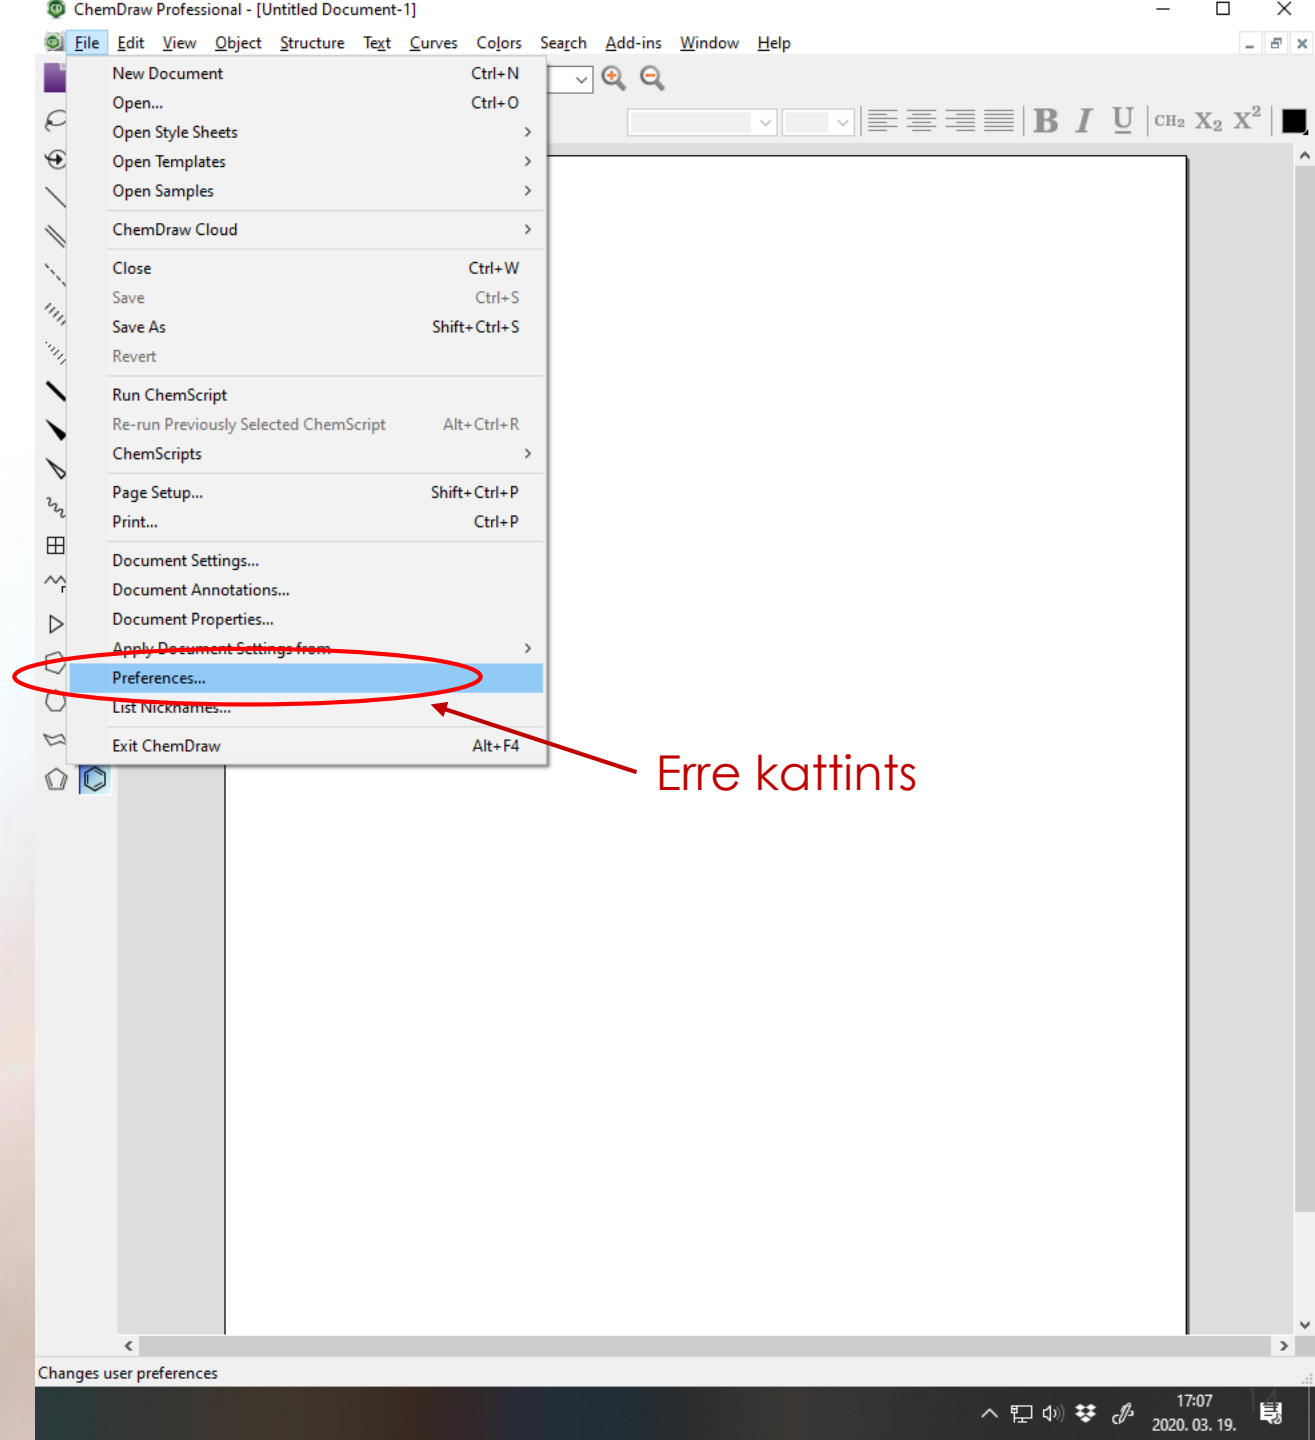 ChemDraw Professional - [Untitled Document-1]
File Edit View Object Structure Text Curves Colors Search Add-ins Window Help
New Document Ctrl+N
Open... Ctrl+O
Open Style Sheets
Open Templates
Open Samples
ChemDraw Cloud
Close Ctrl+W
Save Ctrl+S
Save As Shift+Ctrl+S
Revert
Run ChemScript
Re-run Previously Selected ChemScript Alt+Ctrl+R
ChemScripts
Page Setup... Shift+Ctrl+P
Print... Ctrl+P
Document Settings...
Document Annotations...
Document Properties...
Apply Document Settings from
Preferences...
List Nicknames...
Exit ChemDraw Alt+F4
B I U CH₂ X₂ X²
Erre kattints
Changes user preferences
17:07
2020. 03. 19.
14